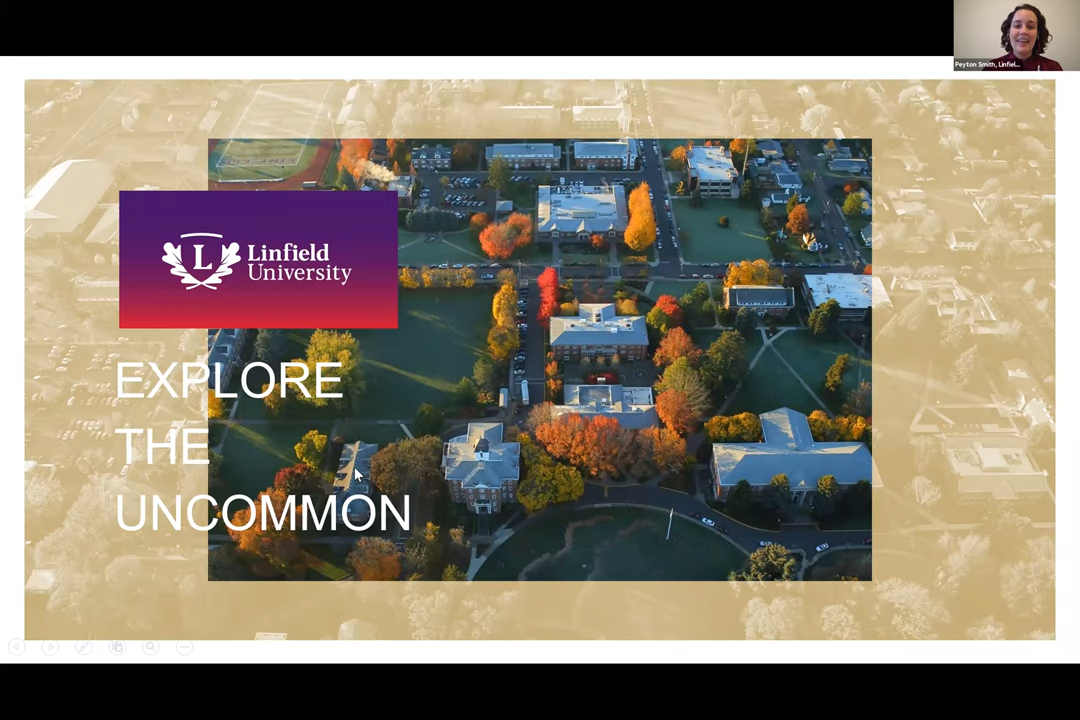 Peyton Smith, Linfiel...
L
Linfield
University
EXPLORE
THE
UNCOMMON